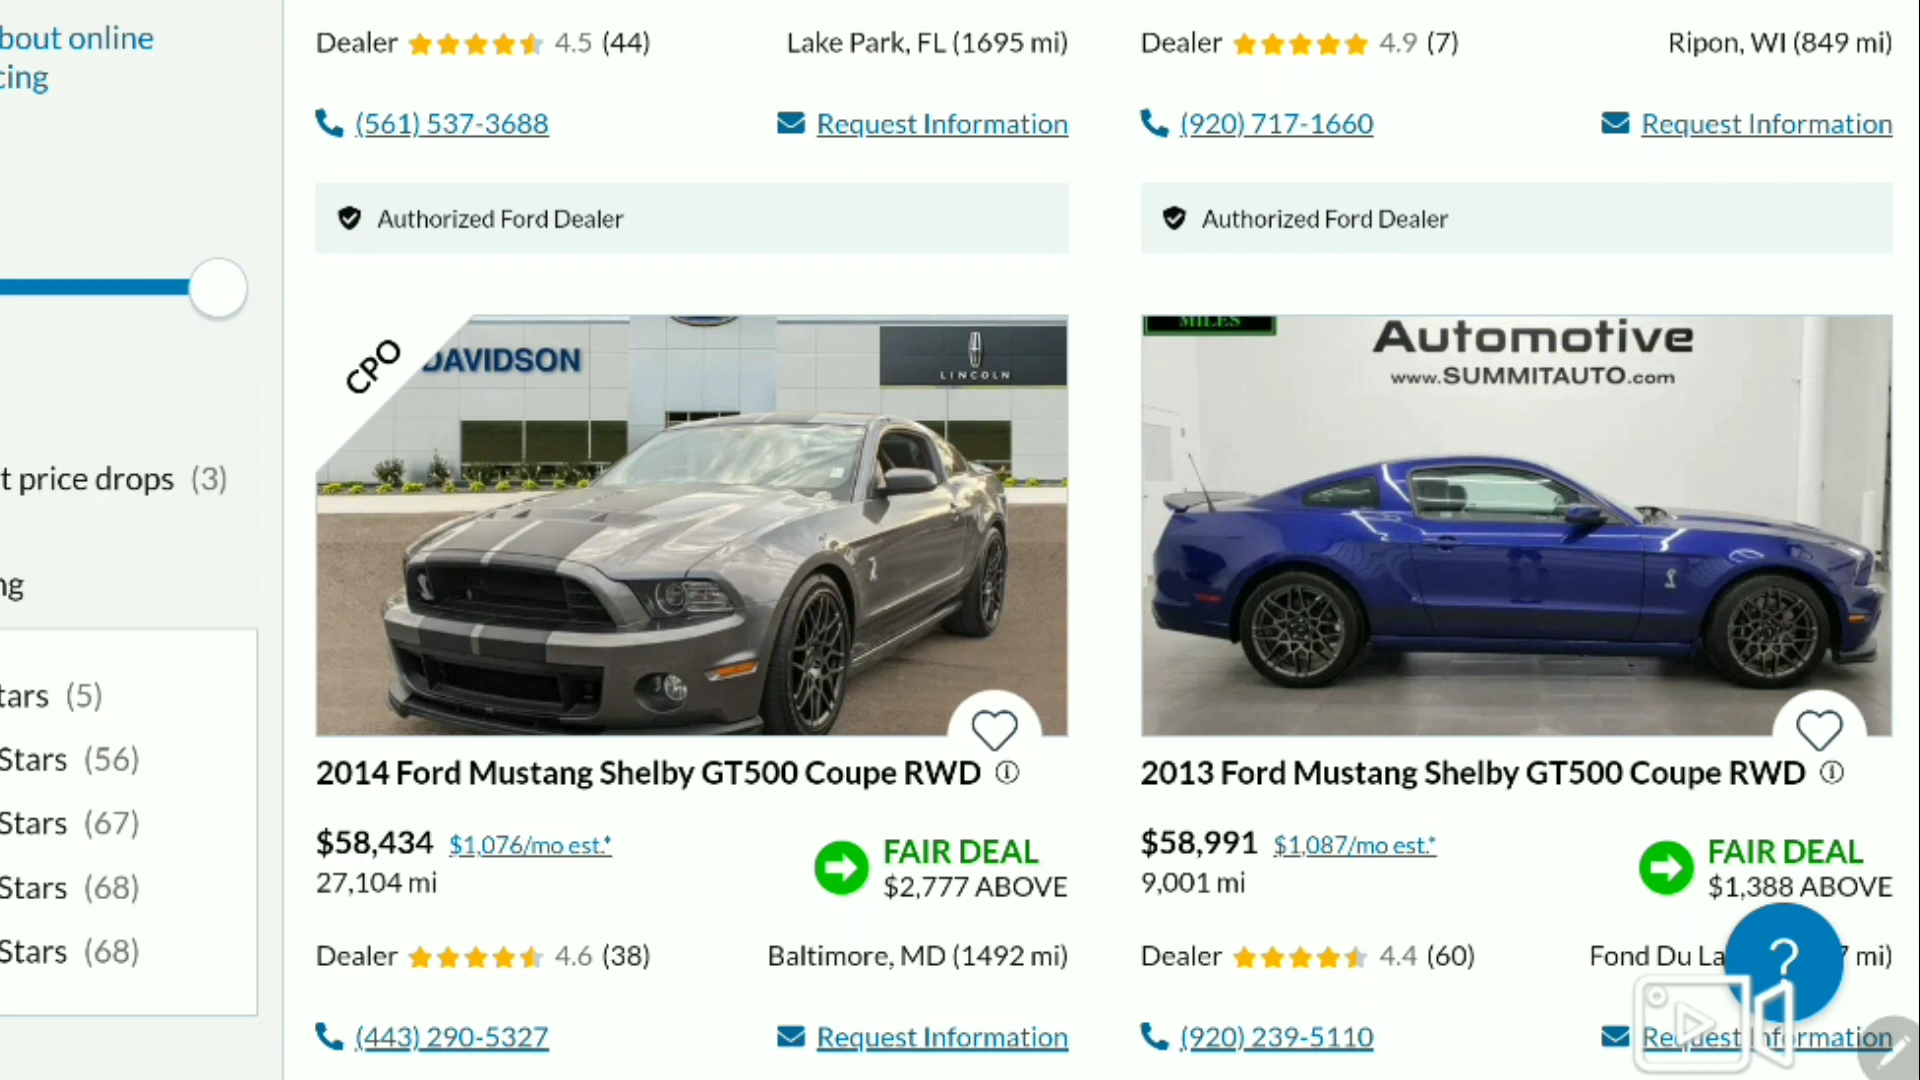 bout online
cing
t price drops (3)
ng
tars (5)
Stars (56)
Stars (67)
Stars (68)
Stars (68)
Dealer 4.5 (44) Lake Park, FL (1695 mi)
(561) 537-3688 Request Information
Authorized Ford Dealer
CPO
DAVIDSON
LINCOLN
2014 Ford Mustang Shelby GT500 Coupe RWD
$58,434 $1,076/mo est.*
27,104 mi
FAIR DEAL
$2,777 ABOVE
Dealer 4.6 (38) Baltimore, MD (1492 mi)
(443) 290-5327 Request Information
Dealer 4.9 (7) Ripon, WI (849 mi)
(920) 717-1660 Request Information
Authorized Ford Dealer
MILES
Automotive
www.SUMMITAUTO.com
2013 Ford Mustang Shelby GT500 Coupe RWD
$58,991 $1,087/mo est.*
9,001 mi
FAIR DEAL
$1,388 ABOVE
Dealer 4.4 (60) Fond Du La mi)
?
(920) 239-5110 Request Information